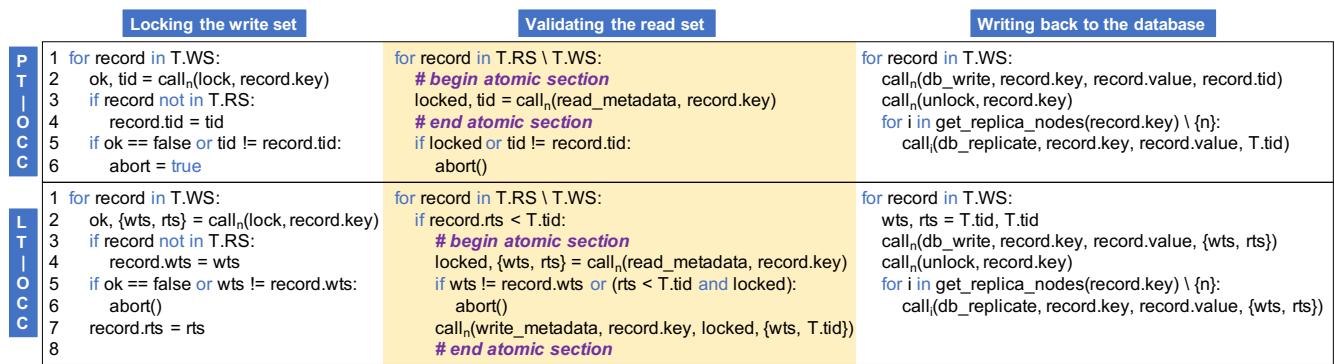 Locking the write set
Validating the read set
Writing back to the database
PT|OCC
1 for record in T.WS:
2 ok, tid = callₙ(lock, record.key)
3 if record not in T.RS:
4 record.tid = tid
5 if ok == false or tid != record.tid:
6 abort = true
for record in T.RS \ T.WS:
# begin atomic section
locked, tid = callₙ(read_metadata, record.key)
# end atomic section
if locked or tid != record.tid:
abort()
for record in T.WS:
callₙ(db_write, record.key, record.value, record.tid)
callₙ(unlock, record.key)
for i in get_replica_nodes(record.key) \ {n}:
callᵢ(db_replicate, record.key, record.value, T.tid)
LT|OCC
1 for record in T.WS:
2 ok, {wts, rts} = callₙ(lock, record.key)
3 if record not in T.RS:
4 record.wts = wts
5 if ok == false or wts != record.wts:
6 abort()
7 record.rts = rts
8
for record in T.RS \ T.WS:
if record.rts < T.tid:
# begin atomic section
locked, {wts, rts} = callₙ(read_metadata, record.key)
if wts != record.wts or (rts < T.tid and locked):
abort()
callₙ(write_metadata, record.key, locked, {wts, T.tid})
# end atomic section
for record in T.WS:
wts, rts = T.tid, T.tid
callₙ(db_write, record.key, record.value, {wts, rts})
callₙ(unlock, record.key)
for i in get_replica_nodes(record.key) \ {n}:
callᵢ(db_replicate, record.key, record.value, {wts, rts})